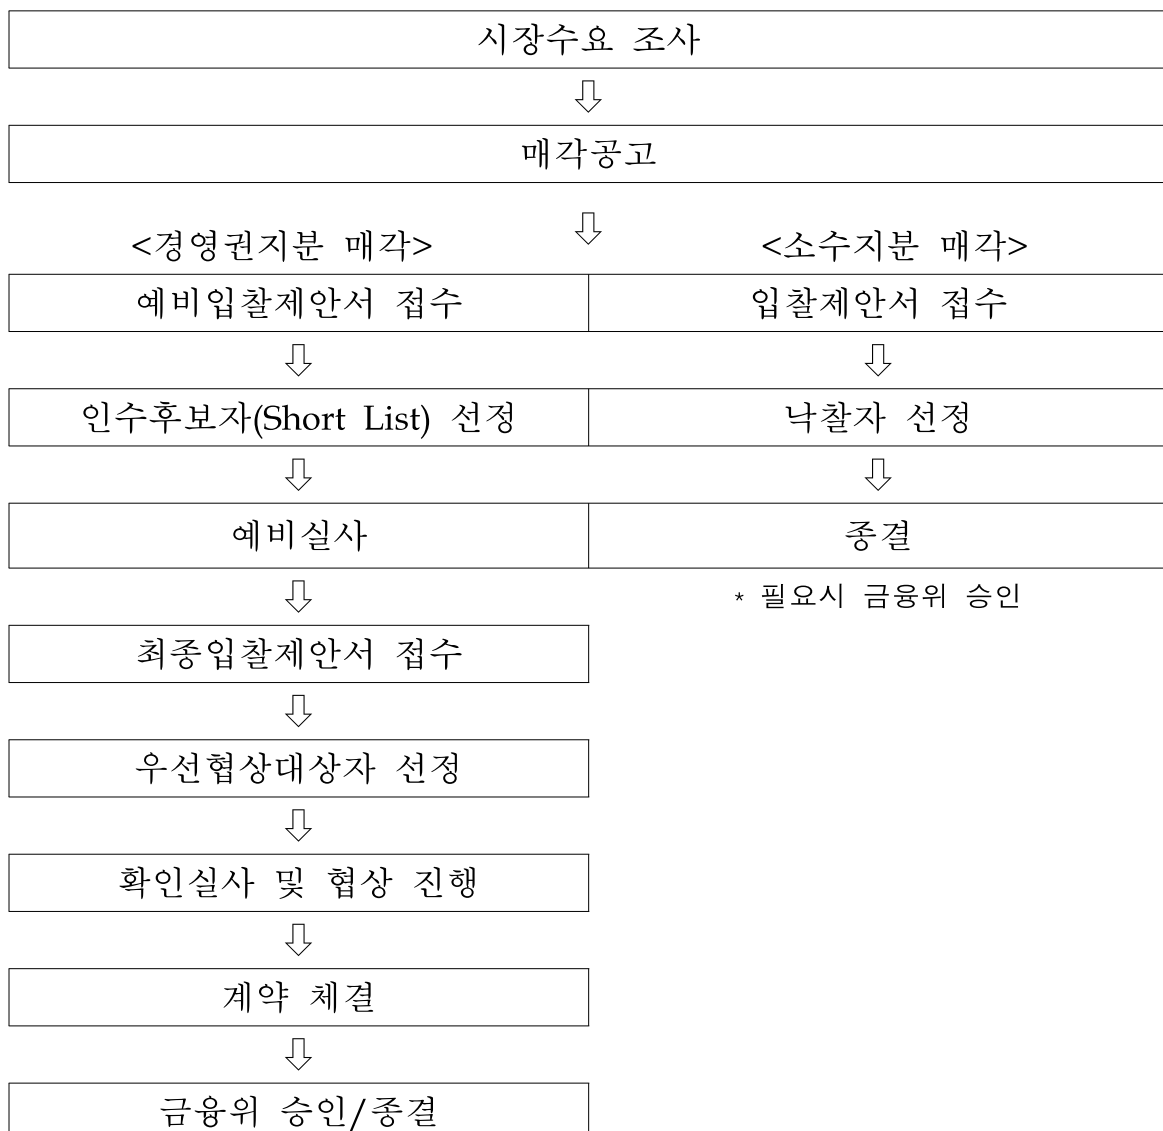 시장수요 조사
매각공고
<경영권지분 매각>
<소수지분 매각>
예비입찰제안서 접수
입찰제안서 접수
인수후보자(Short List) 선정
낙찰자 선정
예비실사
종결
* 필요시 금융위 승인
최종입찰제안서 접수
우선협상대상자 선정
확인실사 및 협상 진행
계약 체결
금융위 승인/종결